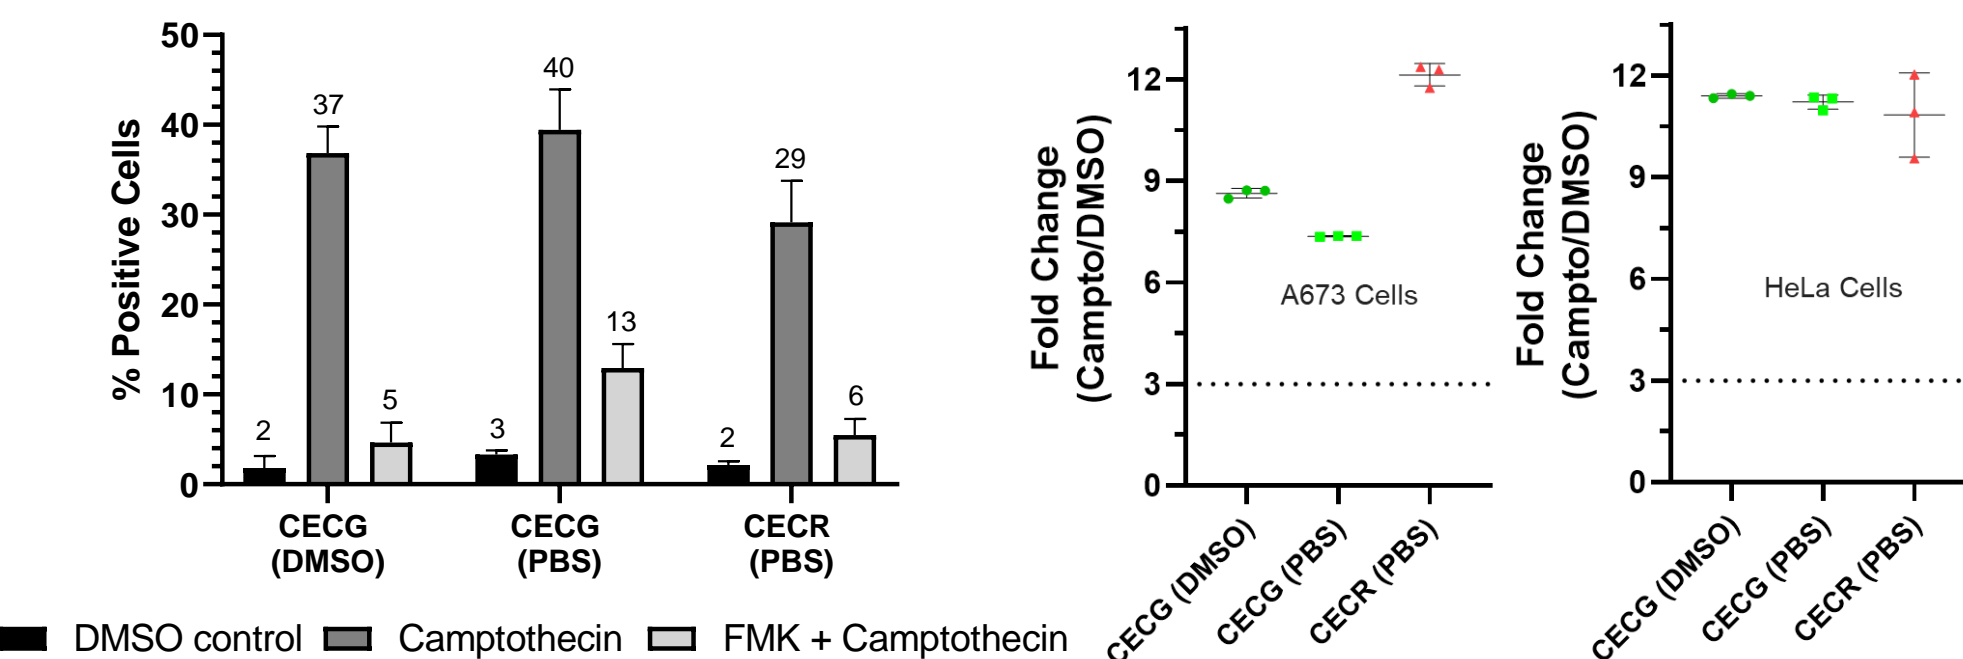 % Positive Cells
50
40
30
20
10
0
2
37
5
3
40
13
2
29
6
CECG
(DMSO)
CECG
(PBS)
CECR
(PBS)
DMSO control
Camptothecin
FMK + Camptothecin
Fold Change
(Campto/DMSO)
12
9
6
3
0
A673 Cells
CECG (DMSO)
CECG (PBS)
CECR (PBS)
Fold Change
(Campto/DMSO)
12
9
6
3
0
HeLa Cells
CECG (DMSO)
CECG (PBS)
CECR (PBS)